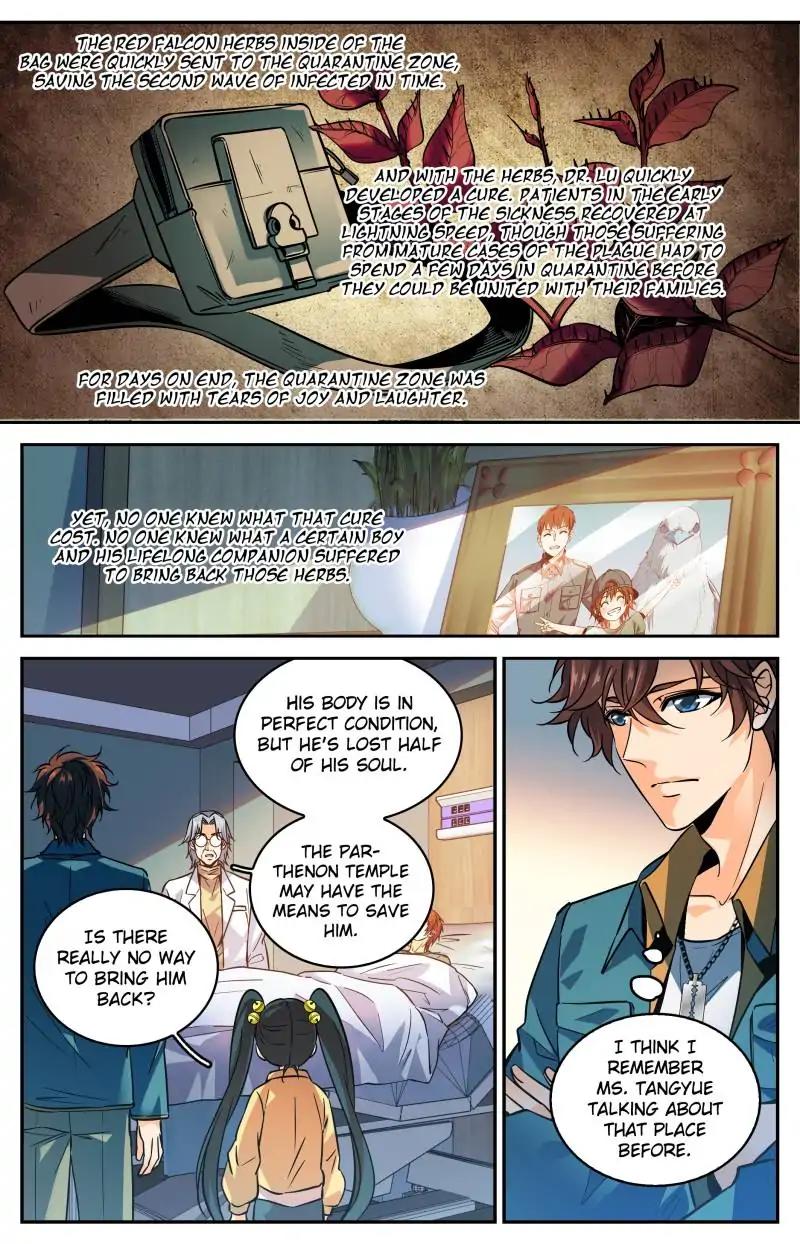 THE RED FALCON HERBS INSIDE OF THE
BAG WERE QUICKLY SENT TO THE QUARANTINE ZONE,
SAVING THE SECOND WAVE OF INFECTED IN TIME.
AND WITH THE HERBS, DR. LU QUICKLY
DEVELOPED A CURE. PATIENTS IN THE EARLY
STAGES OF THE SICKNESS RECOVERED AT
LIGHTNING SPEED, THOUGH THOSE SUFFERING
FROM MATURE CASES OF THE PLAGUE HAD TO
SPEND A FEW DAYS IN QUARANTINE BEFORE
THEY COULD BE UNITED WITH THEIR FAMILIES.
FOR DAYS ON END, THE QUARANTINE ZONE WAS
FILLED WITH TEARS OF JOY AND LAUGHTER.
YET, NO ONE KNEW WHAT THAT CURE
COST. NO ONE KNEW WHAT A CERTAIN BOY
AND HIS LIFELONG COMPANION SUFFERED
TO BRING BACK THOSE HERBS.
HIS BODY IS IN
PERFECT CONDITION,
BUT HE'S LOST HALF
OF HIS SOUL.
THE PAR-
THENON TEMPLE
MAY HAVE THE
MEANS TO SAVE
HIM.
IS THERE
REALLY NO WAY
TO BRING HIM
BACK?
I THINK I
REMEMBER
MS. TANGYUE
TALKING ABOUT
THAT PLACE
BEFORE.